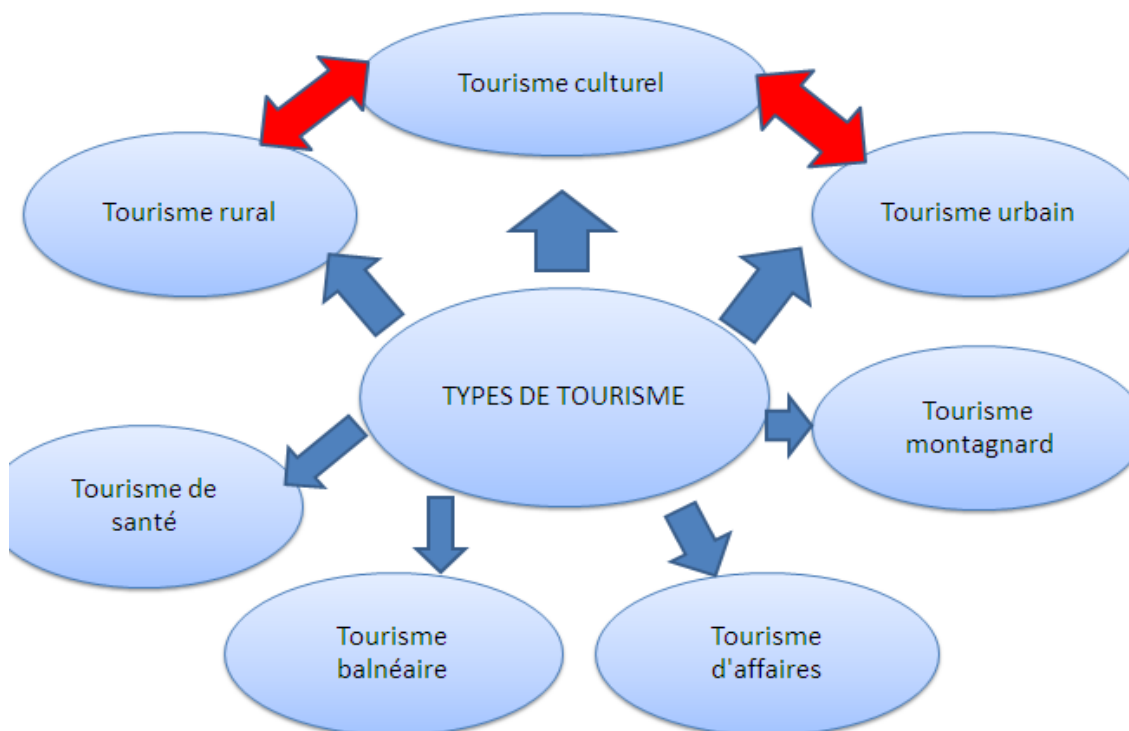 Tourisme culturel
Tourisme rural
Tourisme urbain
TYPES DE TOURISME
Tourisme
montagnard
Tourisme de
santé
Tourisme
balnéaire
Tourisme
d'affaires